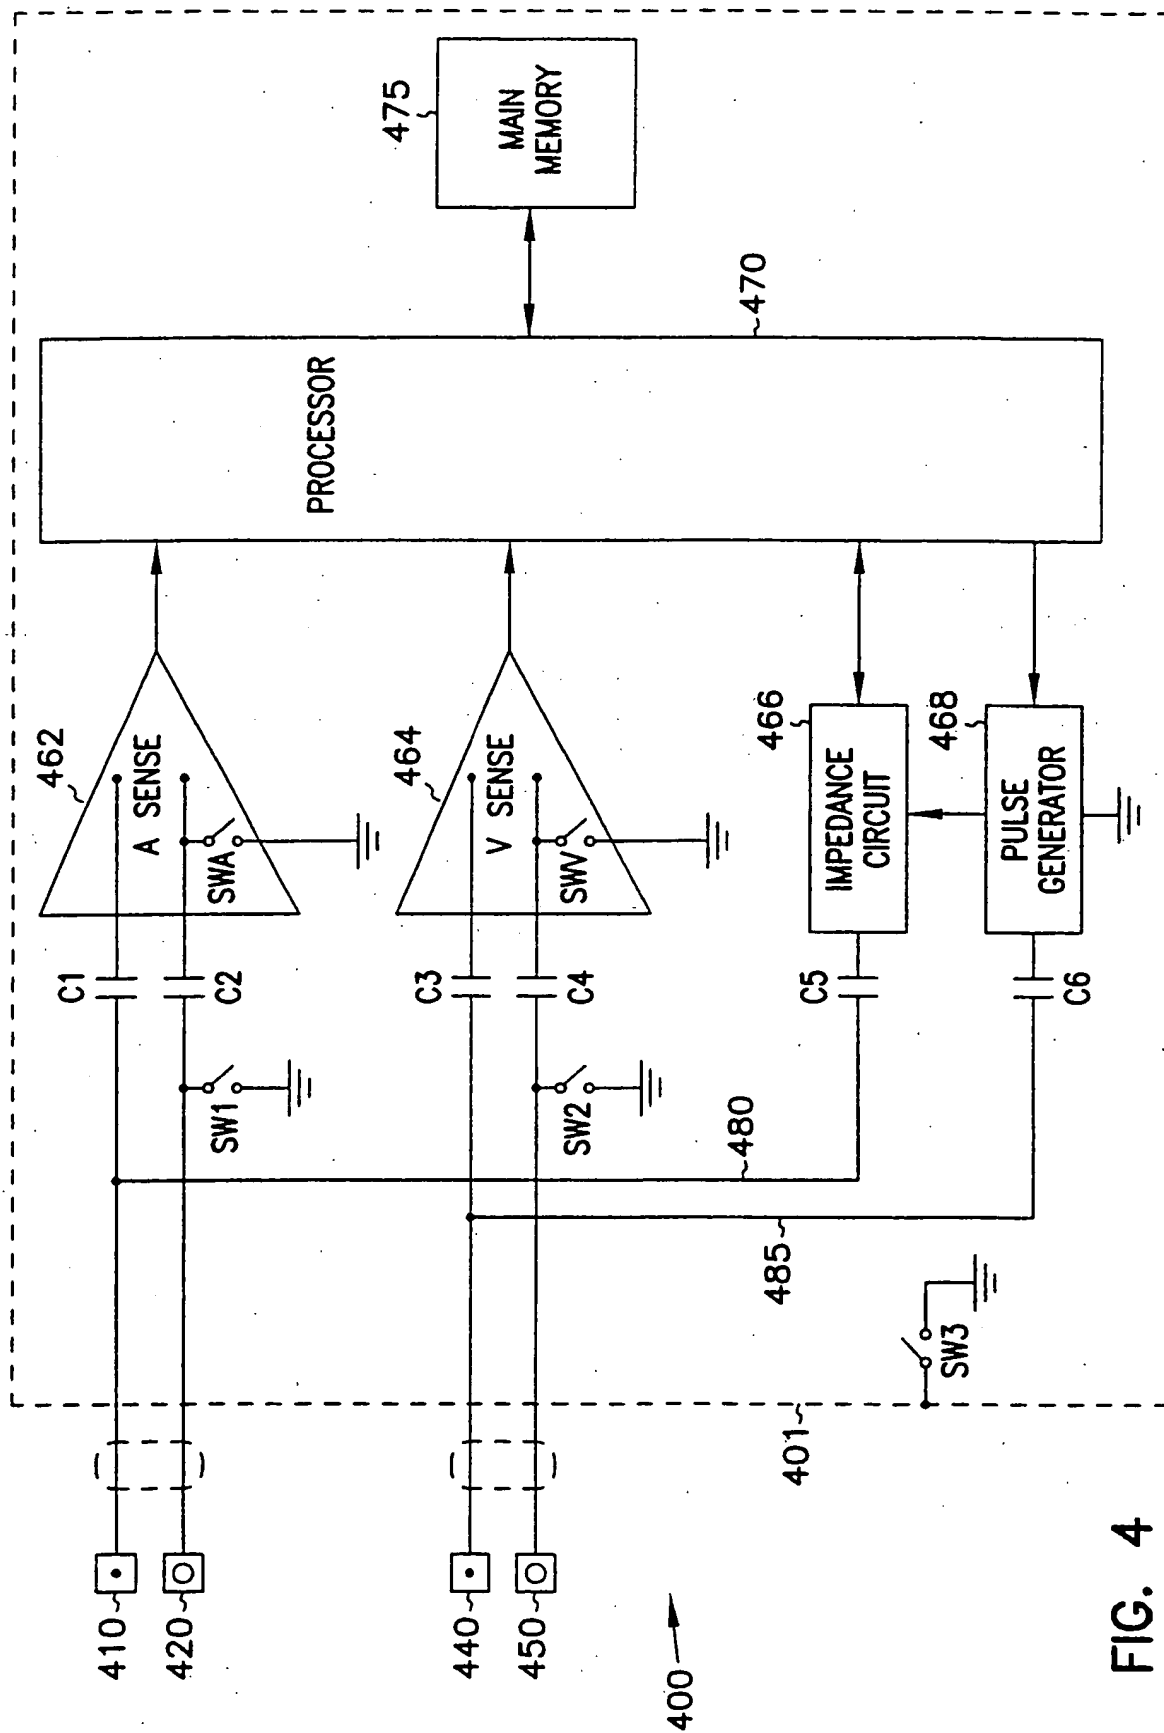 410
420
440
450
400
401
C1
C2
SW1
462
A SENSE
SWA
C3
C4
SW2
464
V SENSE
SWV
480
485
SW3
C5
C6
466
IMPEDANCE
CIRCUIT
468
PULSE
GENERATOR
PROCESSOR
470
475
MAIN
MEMORY
FIG. 4